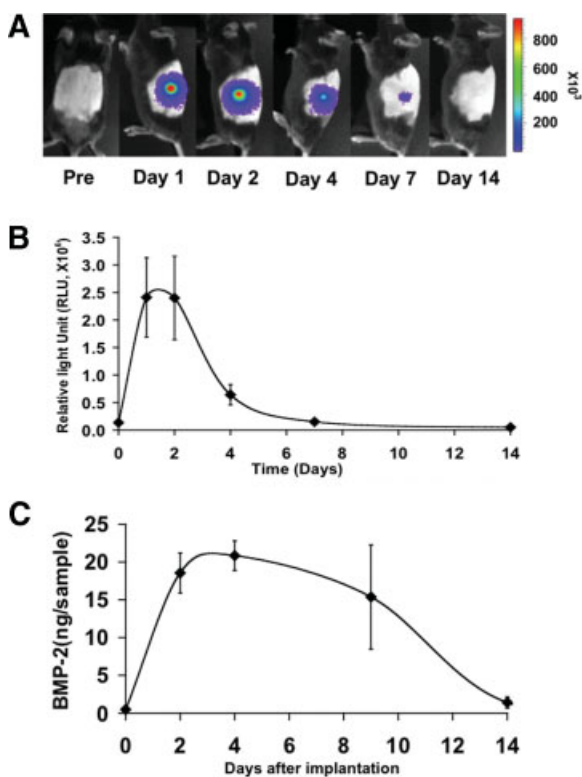 A
800
600
400
200
X10³
Pre Day 1 Day 2 Day 4 Day 7 Day 14
B
Relative light Unit (RLU, X10⁶)
3.5
3.0
2.5
2.0
1.5
1.0
0.5
0.0
0 2 4 6 8 10 12 14
Time (Days)
C
BMP-2(ng/sample)
25
20
15
10
5
0
0 2 4 6 8 10 12 14
Days after implantation